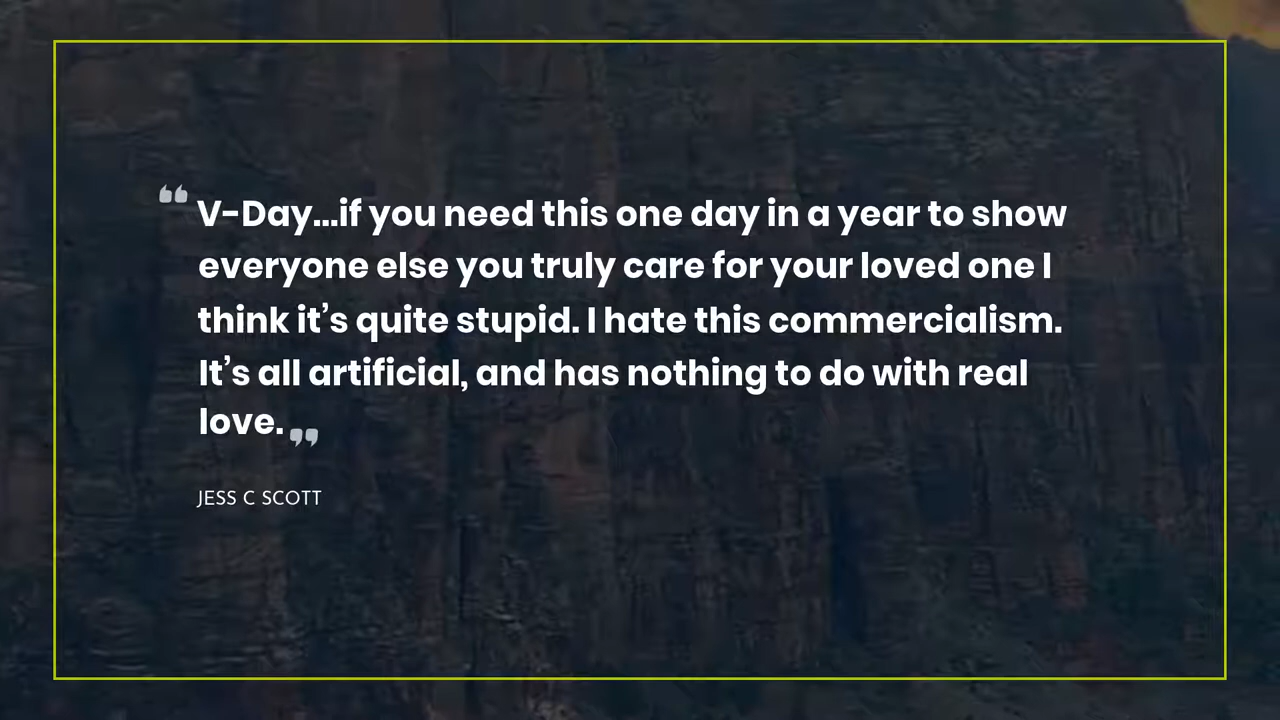 “V-Day...if you need this one day in a year to show
everyone else you truly care for your loved one I
think it’s quite stupid. I hate this commercialism.
It’s all artificial, and has nothing to do with real
love.”
JESS C SCOTT